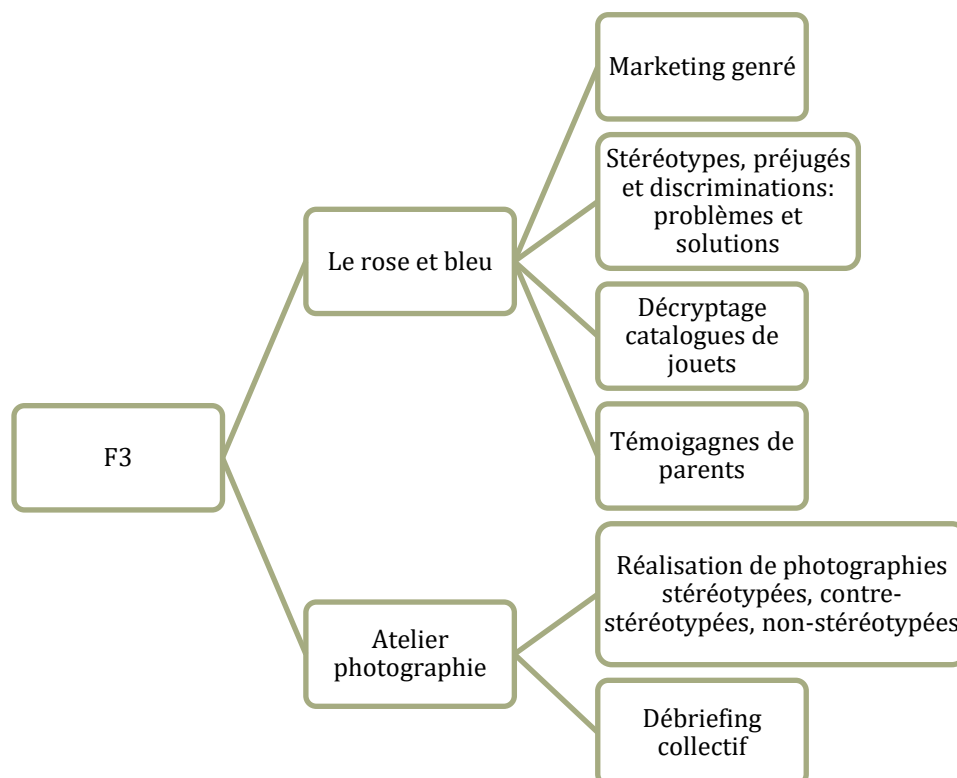 Marketing genré
Stéréotypes, préjugés
et discriminations:
problèmes et
solutions
Le rose et bleu
Décryptage
catalogues de
jouets
Témoigagnes de
parents
F3
Réalisation de photographies
stéréotypées, contre-
stéréotypées, non-stéréotypées
Atelier
photographie
Débriefing
collectif